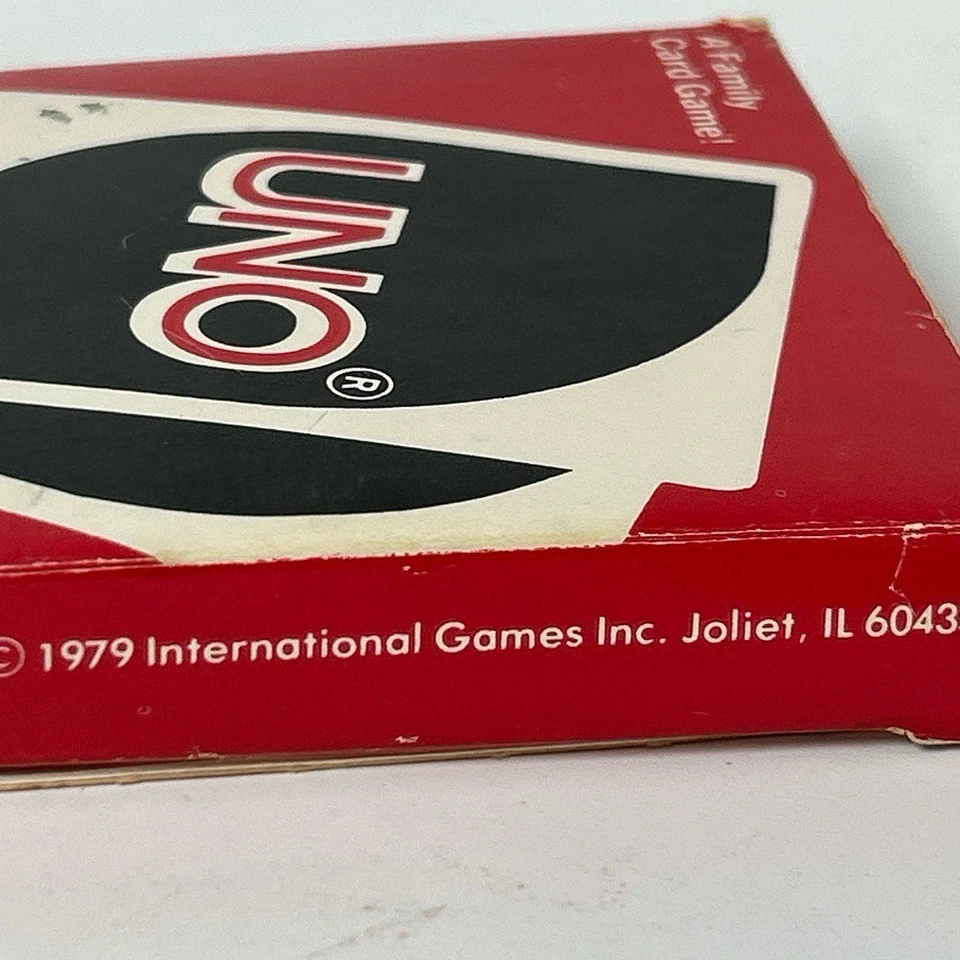 A Family
Card Game!
UNO®
© 1979 International Games Inc. Joliet, IL 6043